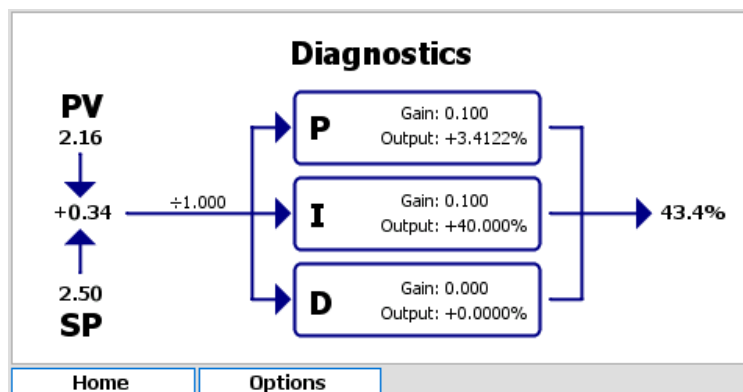 Diagnostics
PV
2.16
+0.34
2.50
SP
÷1.000
P
Gain: 0.100
Output: +3.4122%
I
Gain: 0.100
Output: +40.000%
D
Gain: 0.000
Output: +0.0000%
43.4%
Home
Options